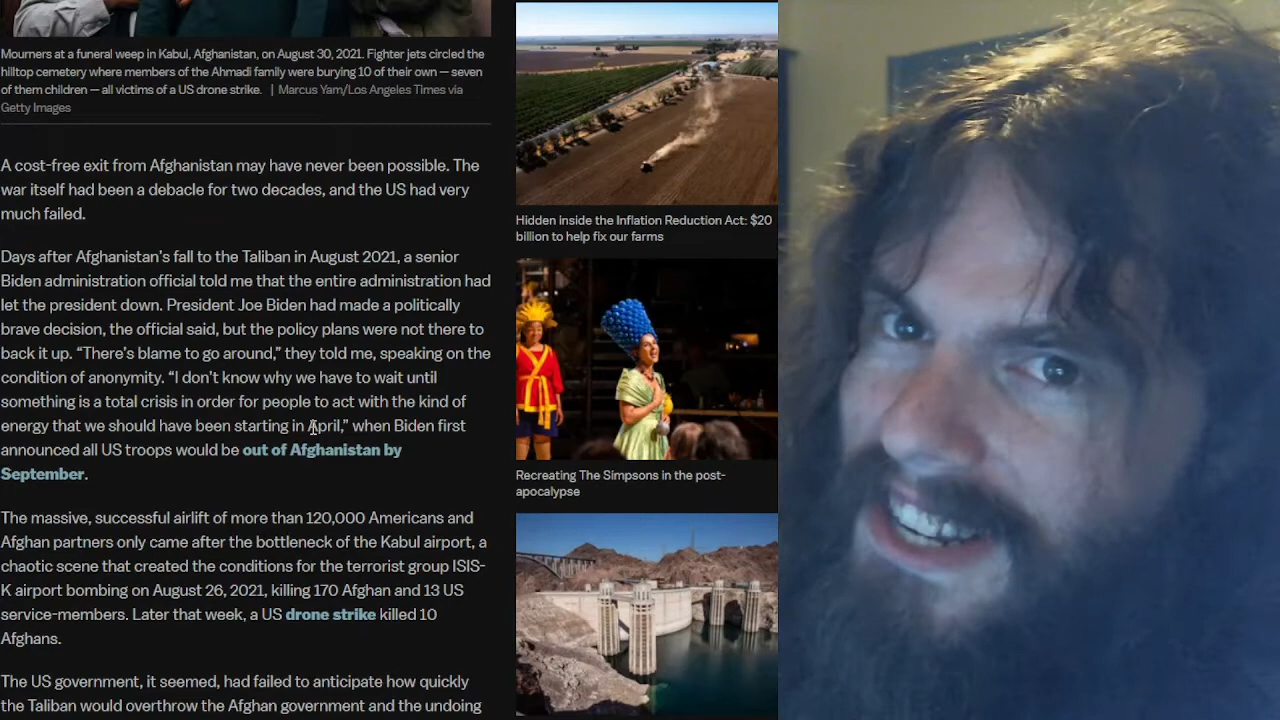 Mourners at a funeral weep in Kabul, Afghanistan, on August 30, 2021. Fighter jets circled the
hilltop cemetery where members of the Ahmadi family were burying 10 of their own — seven
of them children — all victims of a US drone strike. | Marcus Yam/Los Angeles Times via
Getty Images
A cost-free exit from Afghanistan may have never been possible. The
war itself had been a debacle for two decades, and the US had very
much failed.
Days after Afghanistan’s fall to the Taliban in August 2021, a senior
Biden administration official told me that the entire administration had
let the president down. President Joe Biden had made a politically
brave decision, the official said, but the policy plans were not there to
back it up. “There’s blame to go around,” they told me, speaking on the
condition of anonymity. “I don’t know why we have to wait until
something is a total crisis in order for people to act with the kind of
energy that we should have been starting in April,” when Biden first
announced all US troops would be out of Afghanistan by
September.
The massive, successful airlift of more than 120,000 Americans and
Afghan partners only came after the bottleneck of the Kabul airport, a
chaotic scene that created the conditions for the terrorist group ISIS-
K airport bombing on August 26, 2021, killing 170 Afghan and 13 US
service-members. Later that week, a US drone strike killed 10
Afghans.
The US government, it seemed, had failed to anticipate how quickly
the Taliban would overthrow the Afghan government and the undoing
Hidden inside the Inflation Reduction Act: $20
billion to help fix our farms
Recreating The Simpsons in the post-
apocalypse